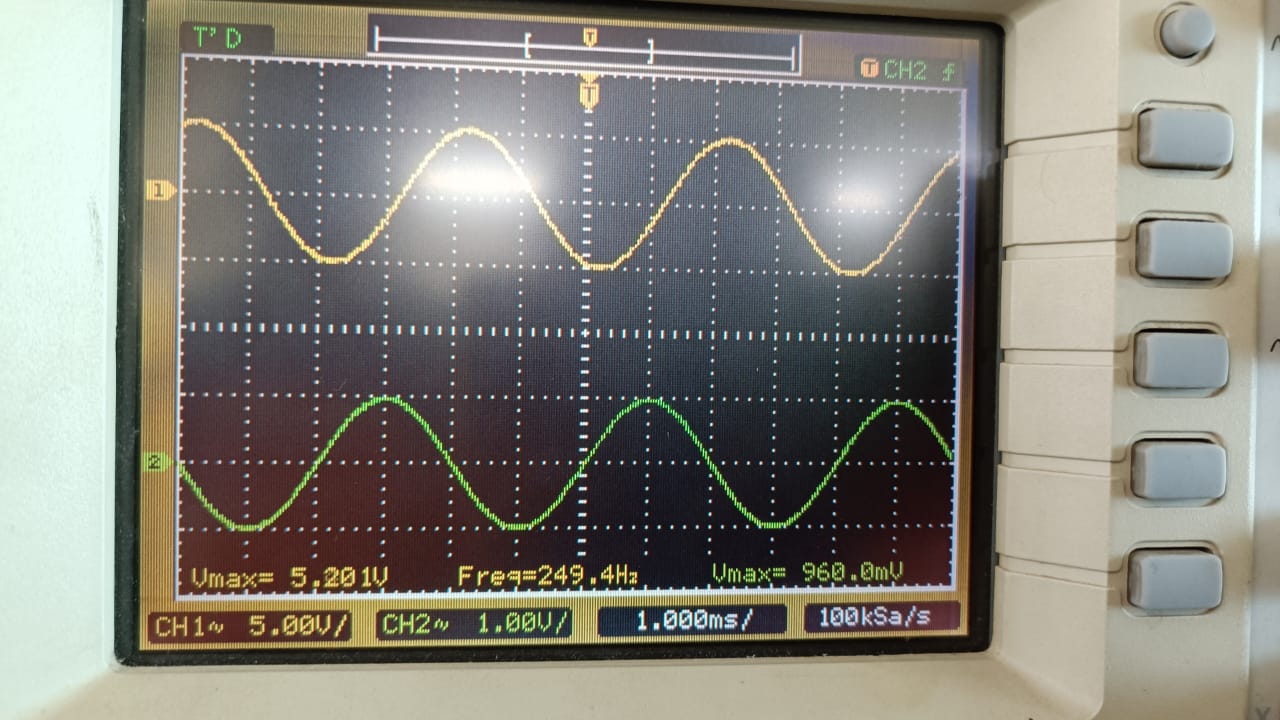 T'D
T
T CH2
T
1
2
Vmax= 5.201V Freq=249.4Hz Vmax= 960.0mV
CH1~ 5.00V/ CH2~ 1.00V/ 1.000ms/ 100kSa/s